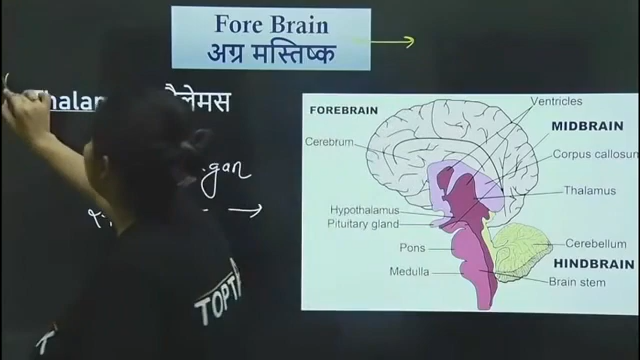 Fore Brain
अग्र मस्तिष्क
FOREBRAIN
Ventricles
MIDBRAIN
Cerebrum
Corpus callosum
Thalamus
Hypothalamus
Pituitary gland
Pons
Cerebellum
HINDBRAIN
Medulla
Brain stem